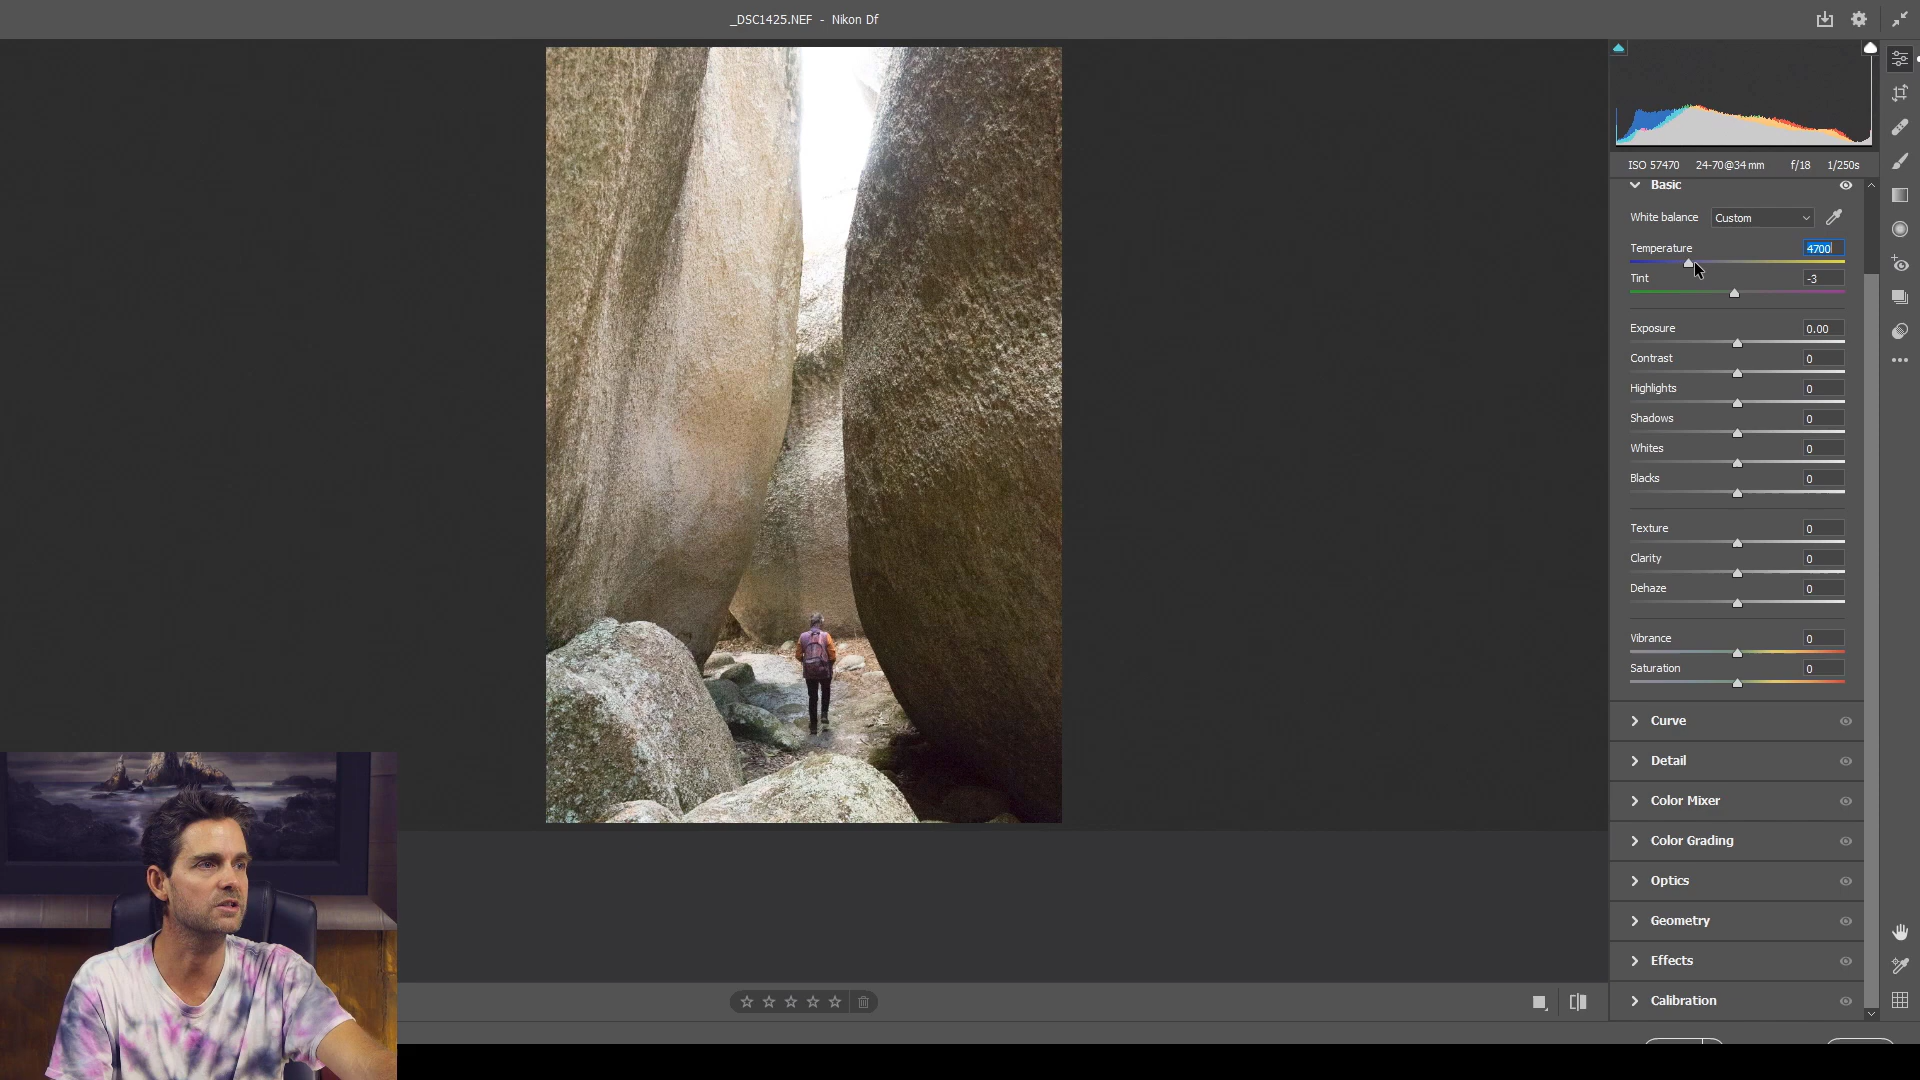 _DSC1425.NEF - Nikon Df
ISO 57470 24-70@34 mm f/18 1/250s
Basic
White balance Custom
Temperature 4700
Tint -3
Exposure 0.00
Contrast 0
Highlights 0
Shadows 0
Whites 0
Blacks 0
Texture 0
Clarity 0
Dehaze 0
Vibrance 0
Saturation 0
Curve
Detail
Color Mixer
Color Grading
Optics
Geometry
Effects
Calibration